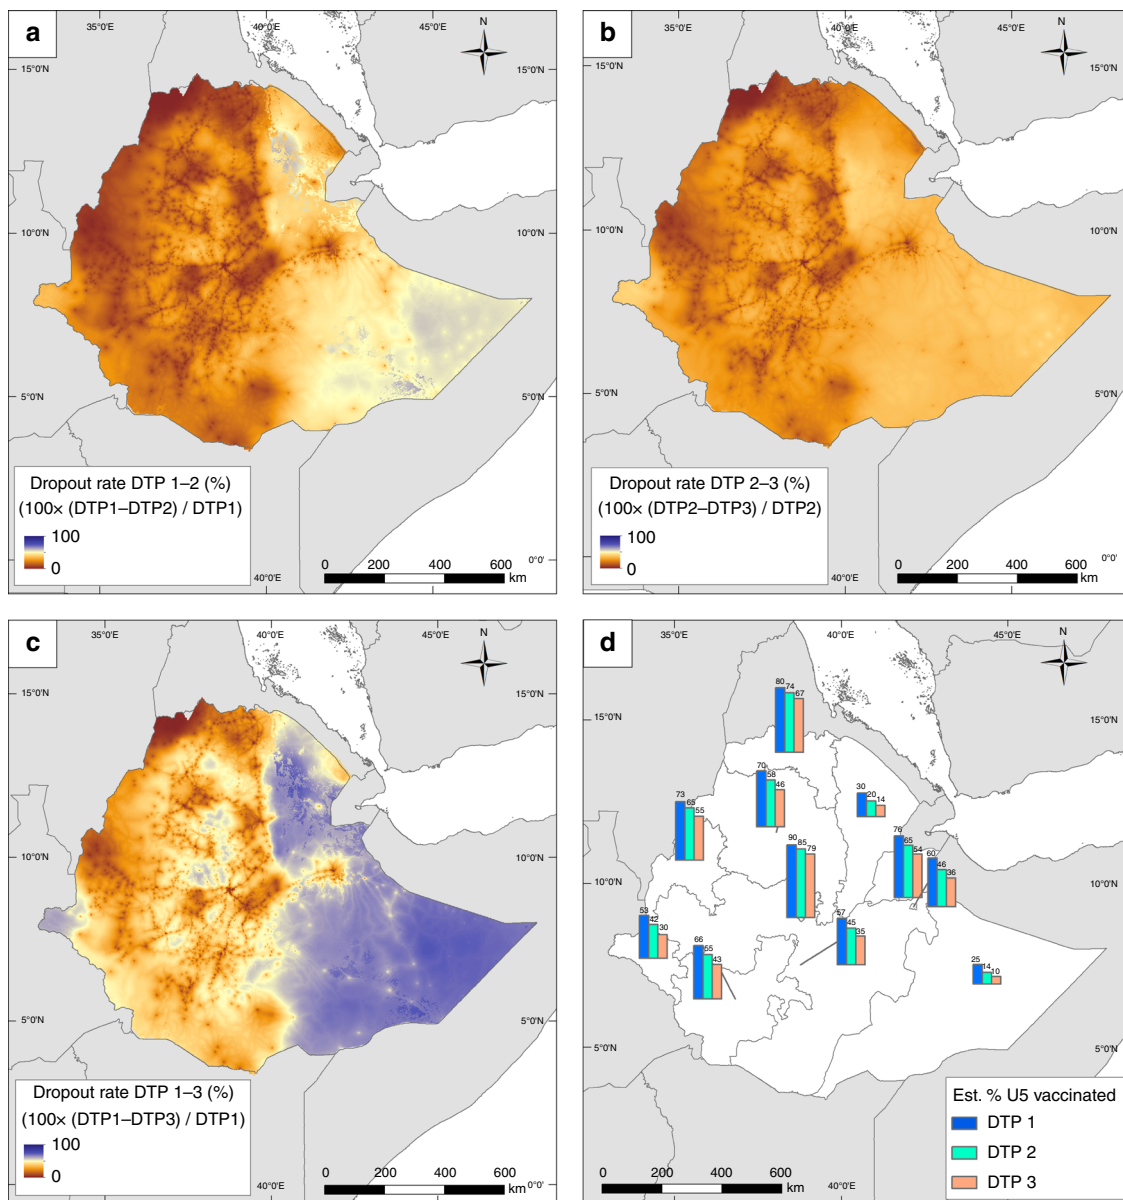 a
35°0'E
40°0'E
45°0'E
N
15°0'N
15°0'N
10°0'N
10°0'N
5°0'N
5°0'N
Dropout rate DTP 1–2 (%)
(100× (DTP1–DTP2) / DTP1)
100
0
0°0'
40°0'E
0 200 400 600
km
b
35°0'E
40°0'E
45°0'E
N
15°0'N
15°0'N
10°0'N
10°0'N
5°0'N
5°0'N
Dropout rate DTP 2–3 (%)
(100× (DTP2–DTP3) / DTP2)
100
0
0°0'
40°0'E
0 200 400 600
km
c
35°0'E
40°0'E
45°0'E
N
15°0'N
15°0'N
10°0'N
10°0'N
5°0'N
5°0'N
Dropout rate DTP 1–3 (%)
(100× (DTP1–DTP3) / DTP1)
100
0
40°0'E
0 200 400 600
km
0°0'
d
35°0'E
40°0'E
45°0'E
N
15°0'N
15°0'N
10°0'N
10°0'N
5°0'N
5°0'N
80 74 67
70 58 46
30 20 14
73 65 55
90 85 79
76 65 54
60 46 36
53 42 30
66 55 43
57 45 35
25 14 10
Est. % U5 vaccinated
DTP 1
DTP 2
DTP 3
0 200 400 600
km
40°0'E